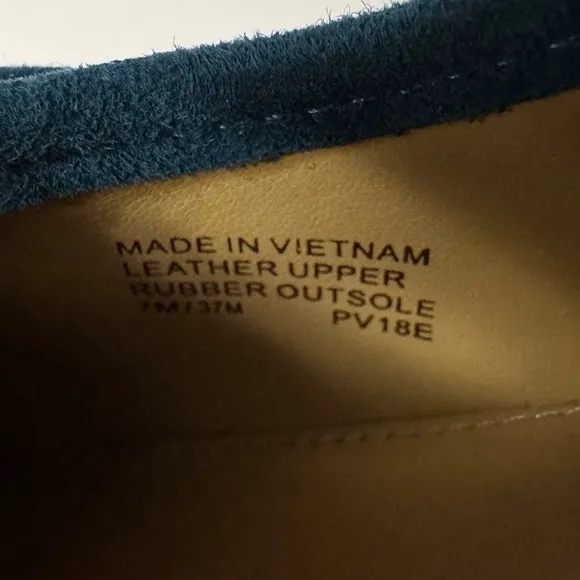 MADE IN VIETNAM
LEATHER UPPER
RUBBER OUTSOLE
7M/37M PV18E